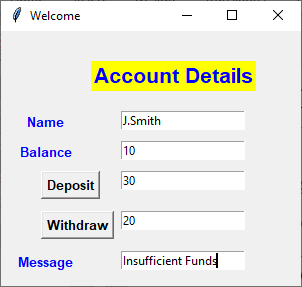 Welcome
Account Details
Name J.Smith
Balance 10
Deposit 30
Withdraw 20
Message Insufficient Funds